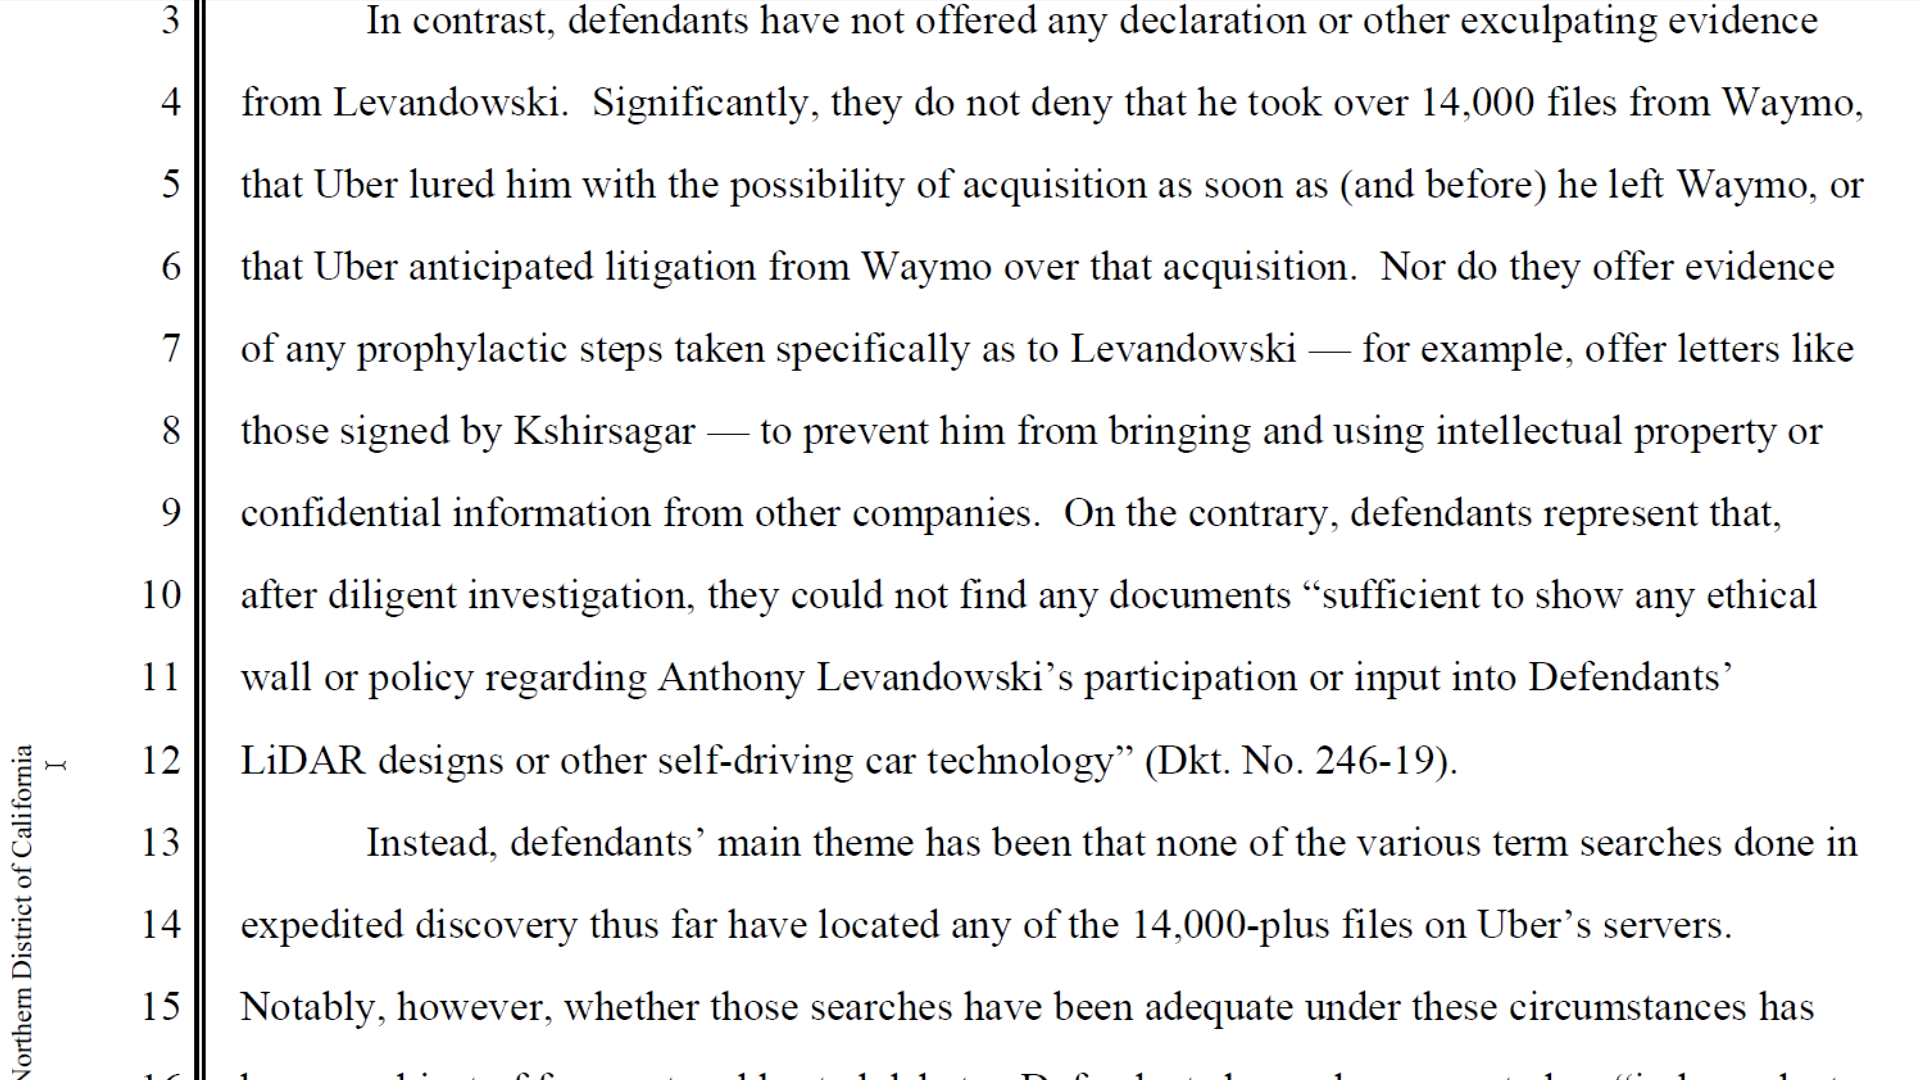 3 In contrast, defendants have not offered any declaration or other exculpating evidence
4 from Levandowski.  Significantly, they do not deny that he took over 14,000 files from Waymo,
5 that Uber lured him with the possibility of acquisition as soon as (and before) he left Waymo, or
6 that Uber anticipated litigation from Waymo over that acquisition.  Nor do they offer evidence
7 of any prophylactic steps taken specifically as to Levandowski — for example, offer letters like
8 those signed by Kshirsagar — to prevent him from bringing and using intellectual property or
9 confidential information from other companies.  On the contrary, defendants represent that,
10 after diligent investigation, they could not find any documents “sufficient to show any ethical
11 wall or policy regarding Anthony Levandowski’s participation or input into Defendants’
12 LiDAR designs or other self-driving car technology” (Dkt. No. 246-19).
13 Instead, defendants’ main theme has been that none of the various term searches done in
14 expedited discovery thus far have located any of the 14,000-plus files on Uber’s servers.
15 Notably, however, whether those searches have been adequate under these circumstances has
Northern District of California